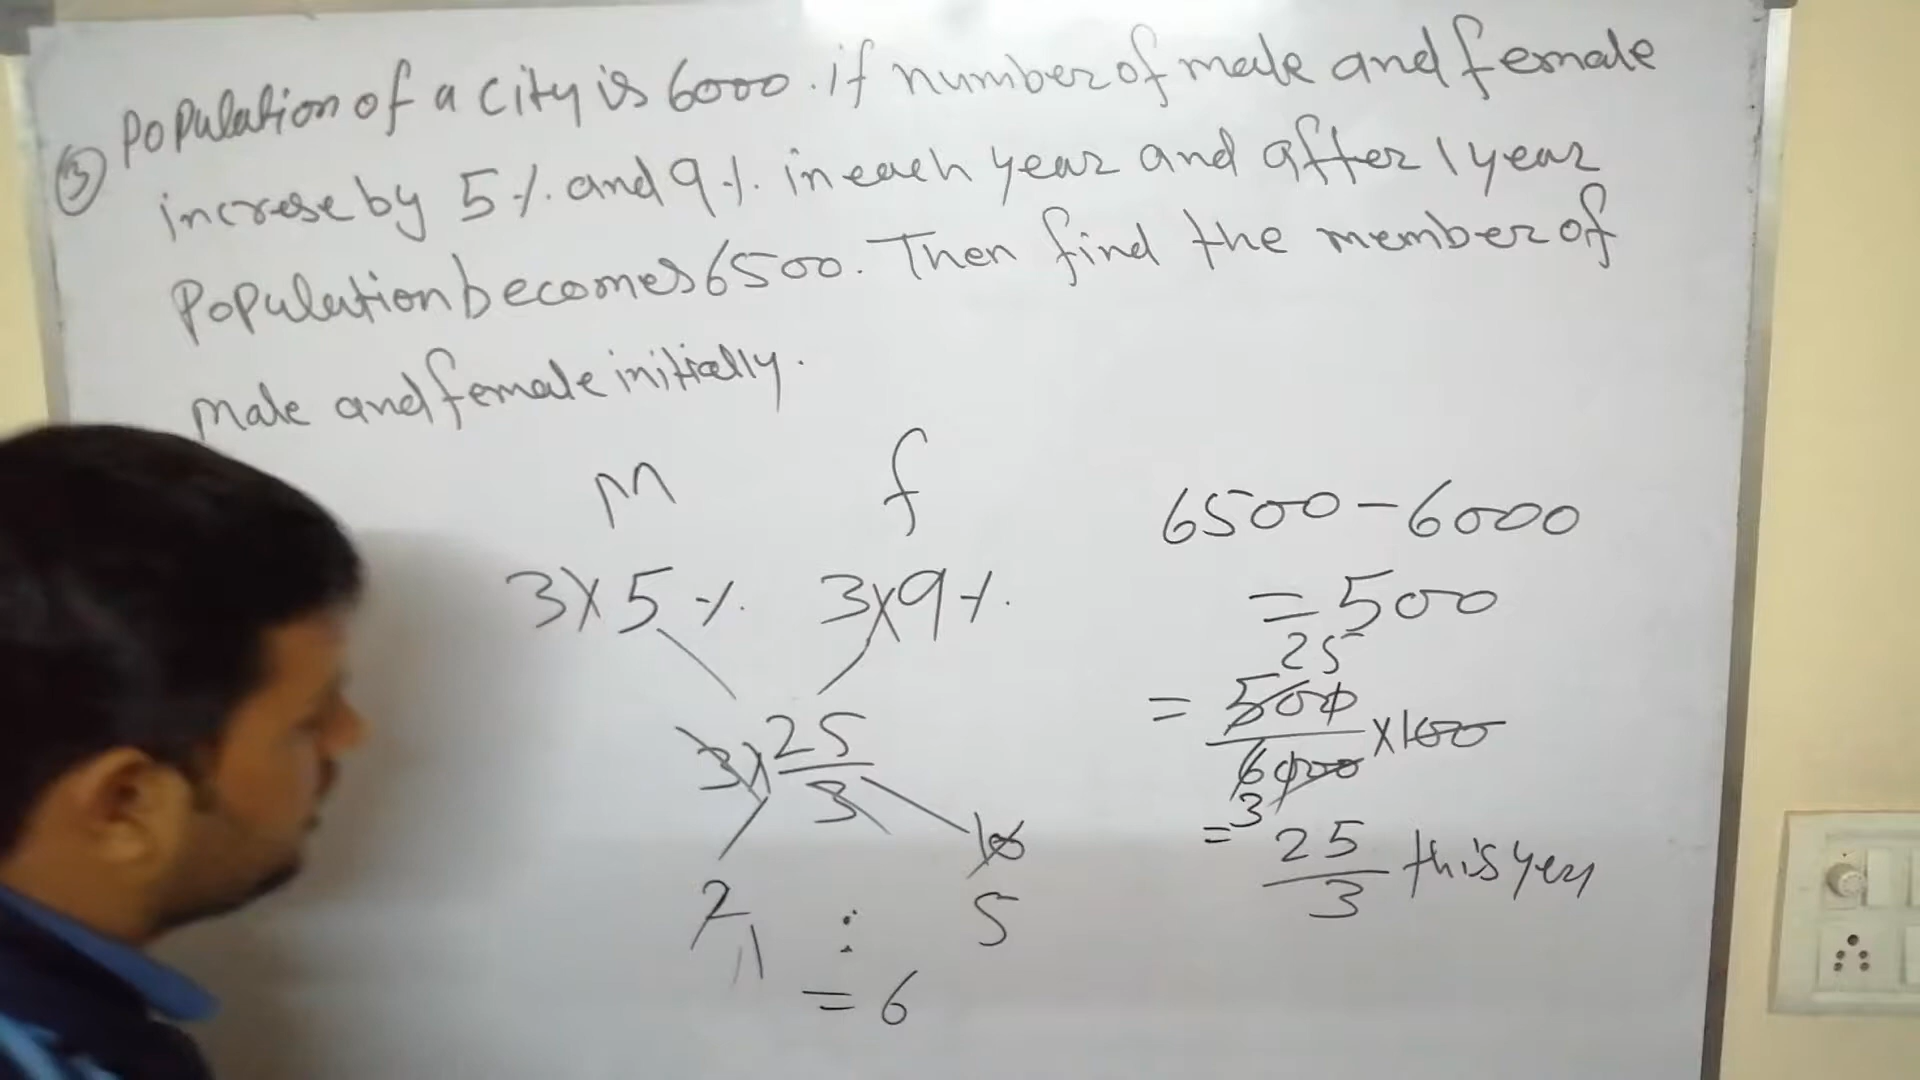 ③ Population of a city is 6000. if number of male and female
increse by 5%. and 9%. in each year and after 1 year
Population becomes 6500. Then find the member of
male and female initially.
M f
3×5%. 3×9%.
3×25/3
2 10
1 : 5
= 6
6500-6000
= 500
25
= 500/6000 ×100
3
= 25/3 this year